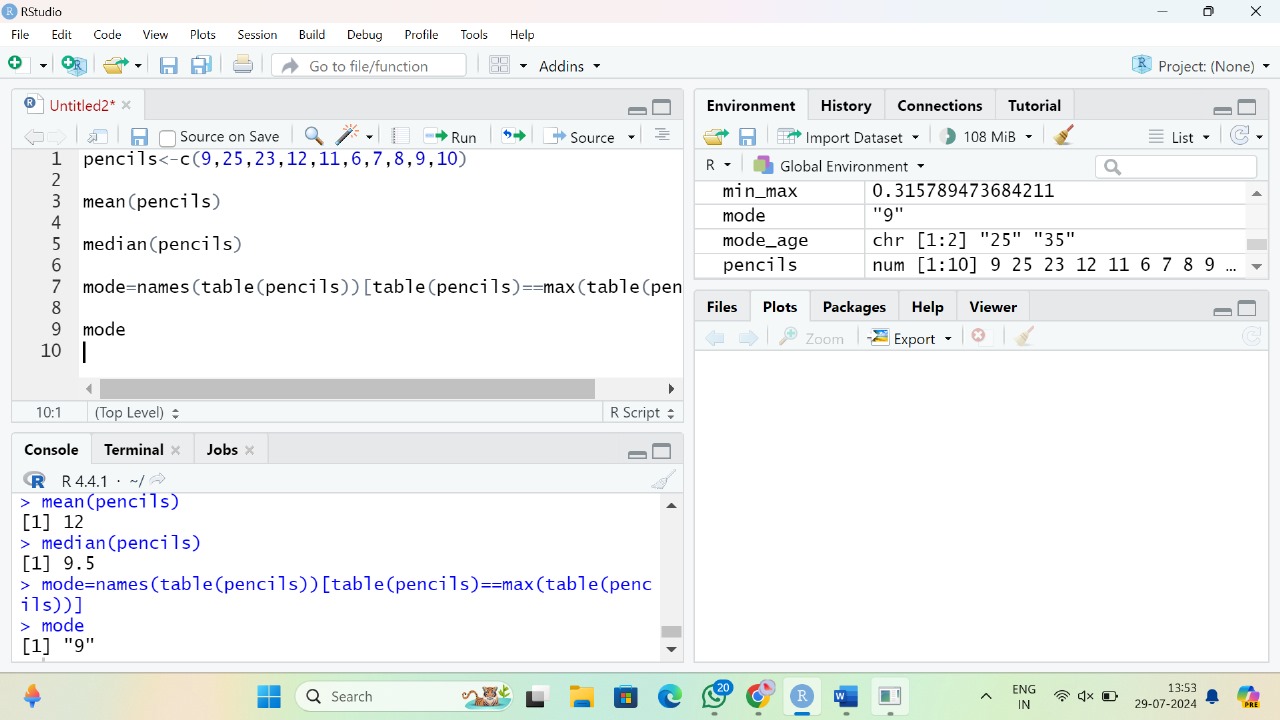 RStudio
File Edit Code View Plots Session Build Debug Profile Tools Help
Go to file/function Addins Project: (None)
Untitled2*
Source on Save Run Source
1 pencils<-c(9,25,23,12,11,6,7,8,9,10)
2
3 mean(pencils)
4
5 median(pencils)
6
7 mode=names(table(pencils))[table(pencils)==max(table(pen
8
9 mode
10
10:1 (Top Level) R Script
Console Terminal Jobs
R 4.4.1 · ~/
> mean(pencils)
[1] 12
> median(pencils)
[1] 9.5
> mode=names(table(pencils))[table(pencils)==max(table(penc
ils))]
> mode
[1] "9"
Environment History Connections Tutorial
Import Dataset 108 MiB List
R Global Environment
min_max 0.315789473684211
mode "9"
mode_age chr [1:2] "25" "35"
pencils num [1:10] 9 25 23 12 11 6 7 8 9 …
Files Plots Packages Help Viewer
Zoom Export
Search 20 ENG 13:53
IN 29-07-2024 PRE